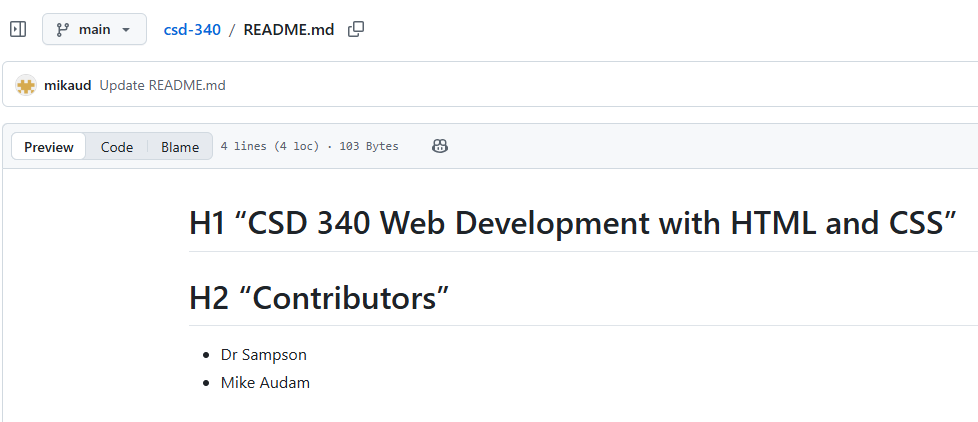 main
csd-340 / README.md
mikaud Update README.md
Preview Code Blame 4 lines (4 loc) · 103 Bytes
H1 “CSD 340 Web Development with HTML and CSS”
H2 “Contributors”
• Dr Sampson
• Mike Audam